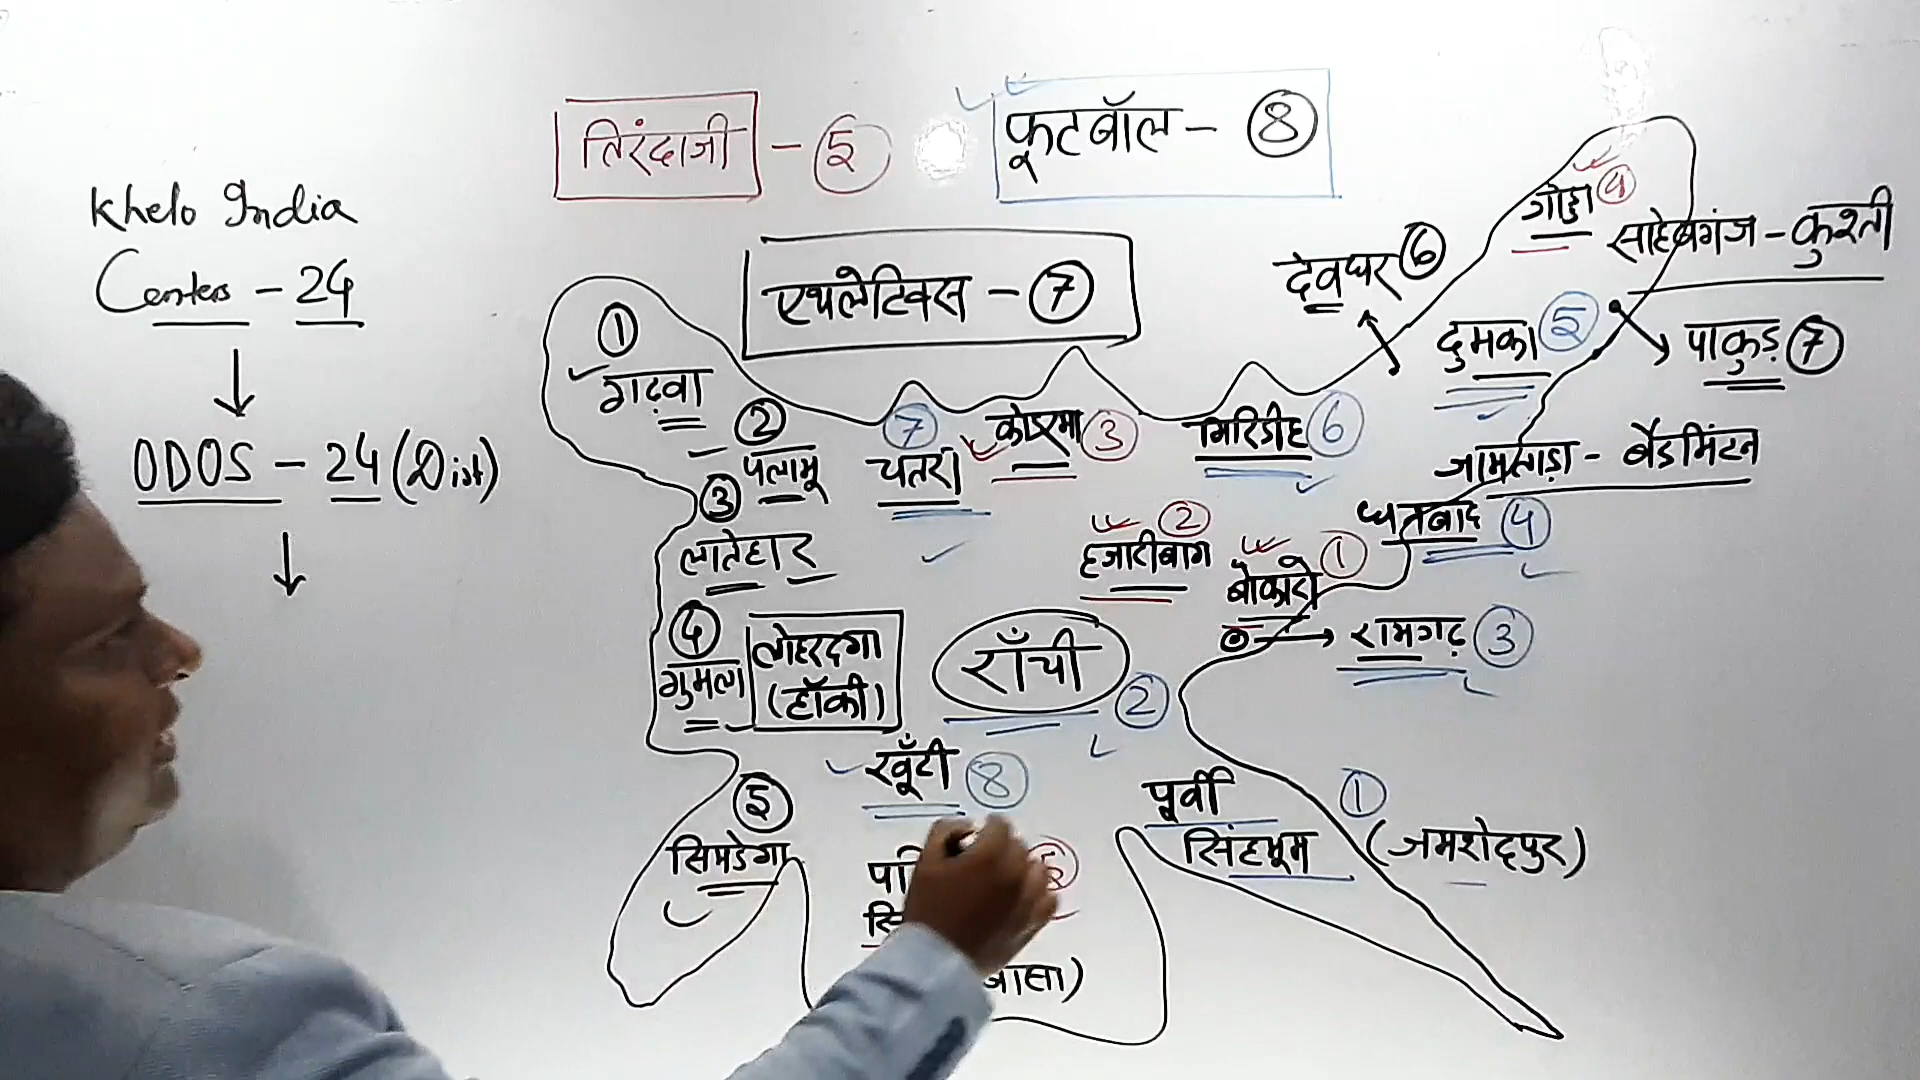 तिरंदाजी - 5
फूटबॉल - 8
Khelo India
Centers - 24
ODOS - 24 (Dist)
एथलेटिक्स - 7
गोड्डा 4
साहेबगंज - कुश्ती
देवघर 6
दुमका 5
पाकुड़ 7
1
गढ़वा
2
पलामू
7
चतरा
कोडरमा 3
गिरिडीह 6
जामताड़ा - बैडमिंटन
3
लातेहार
2
हजारीबाग
बोकारो 1
धनबाद 4
4
गुमला
लोहरदगा
(हॉकी)
राँची
2
रामगढ़ 3
खूँटी 8
5
सिमडेगा
पूर्वी
सिंहभूम
1
(जमशेदपुर)